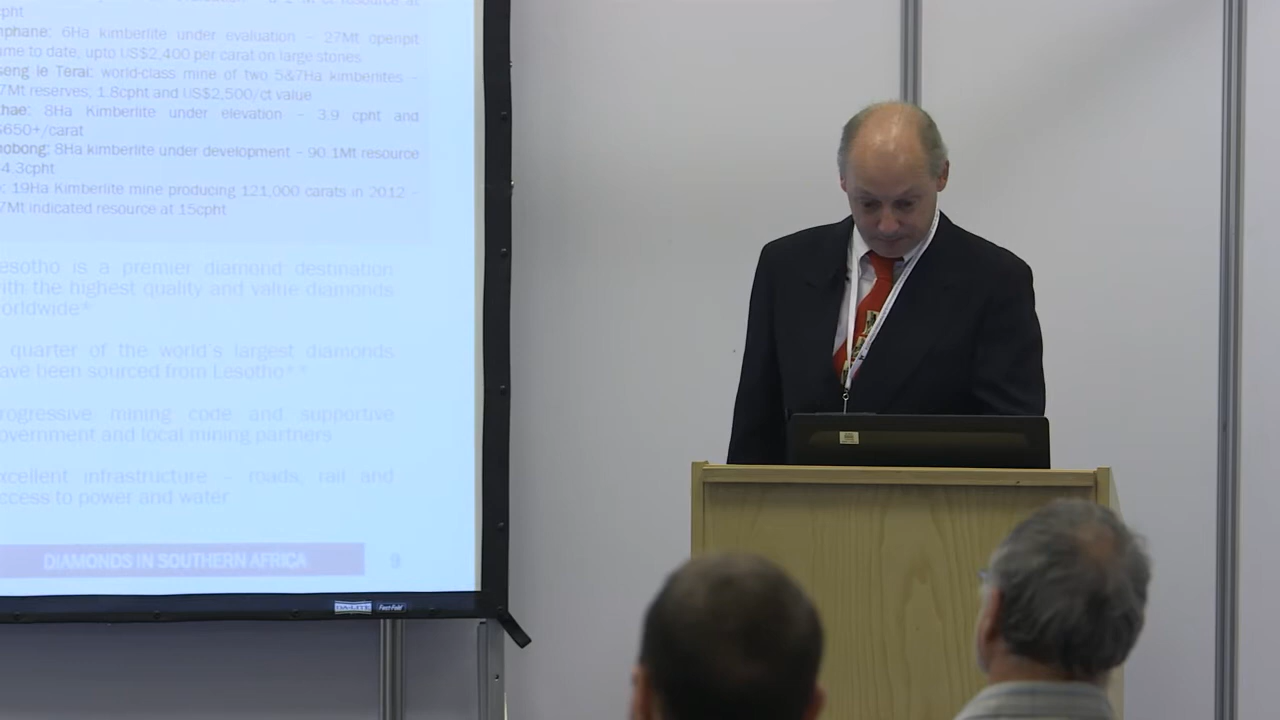 cpht
nphane: 6Ha kimberlite under evaluation – 27Mt openpit
ume to date, upto US$2,400 per carat on large stones
seng le Terai: world-class mine of two 5&7Ha kimberlites –
7Mt reserves, 1.8cpht and US$2,500/ct value
hae: 8Ha Kimberlite under elevation – 3.9 cpht and
$650+/carat
obong: 8Ha kimberlite under development – 90.1Mt resource
4.3cpht
: 19Ha Kimberlite mine producing 121,000 carats in 2012 –
7Mt indicated resource at 15cpht
esotho is a premier diamond destination
ith the highest quality and value diamonds
orldwide*
quarter of the world's largest diamonds
ave been sourced from Lesotho**
rogressive mining code and supportive
overnment and local mining partners
xcellent infrastructure – roads, rail and
ccess to power and water
DIAMONDS IN SOUTHERN AFRICA 9
DA-LITE Fast-Fold